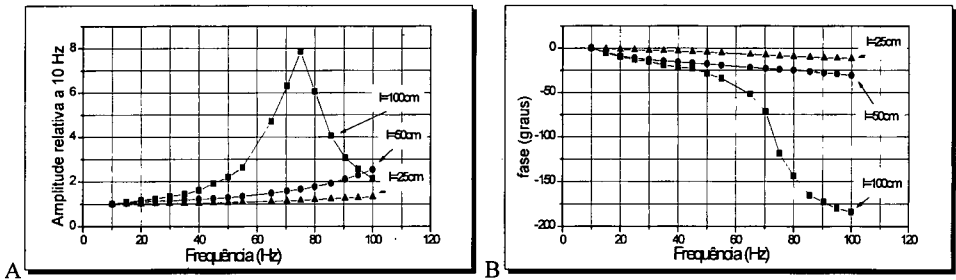 A
Amplitude relativa a 10 Hz
8
6
4
2
1
0
0
20
40
60
80
100
120
Frequência (Hz)
l=100cm
l=50cm
l=25cm
B
fase (graus)
0
-25
-50
-100
-150
-200
0
20
40
60
80
100
120
Frequência (Hz)
l=25cm
l=50cm
l=100cm